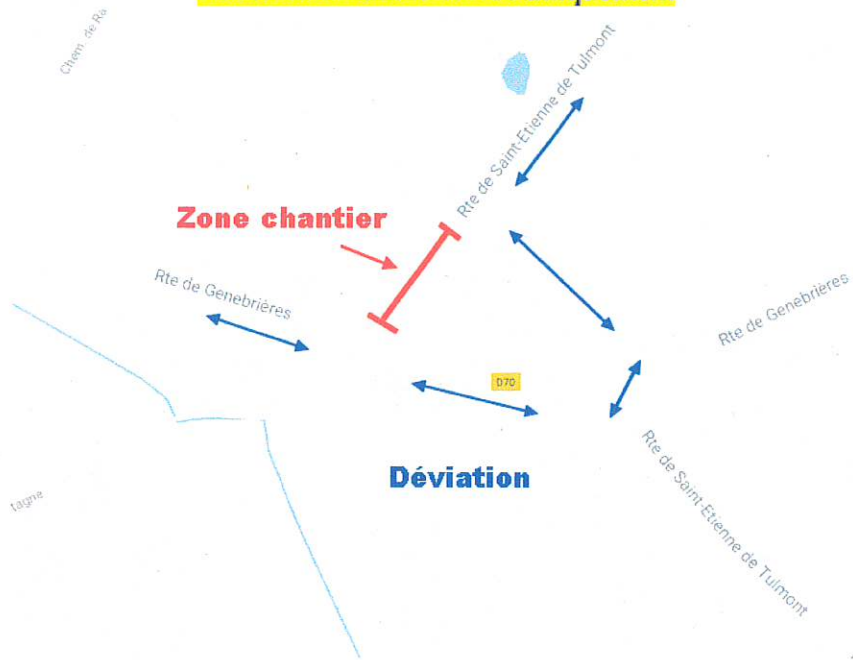 Chem. de Ra
Rte de Saint-Etienne de Tulmont
Zone chantier
Rte de Genebrières
Rte de Genebrières
D70
Déviation
Rte de Saint-Etienne de Tulmont
tagne